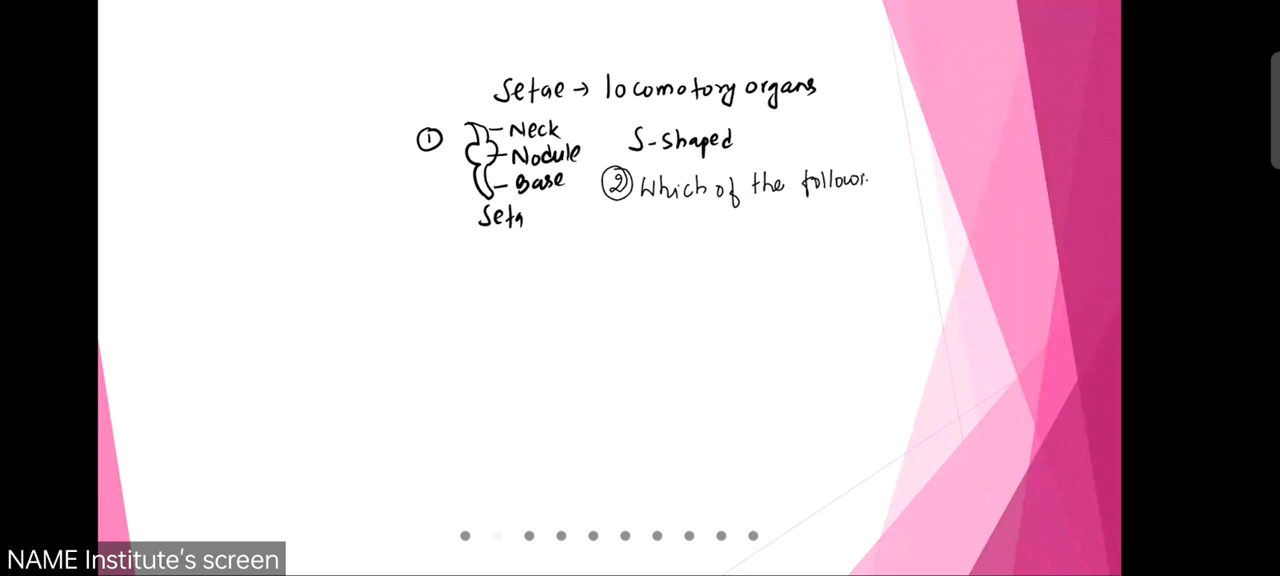 Setae → locomotory organs
① Neck
Nodule
Base
Seta
S-shaped
② Which of the follow
NAME Institute's screen